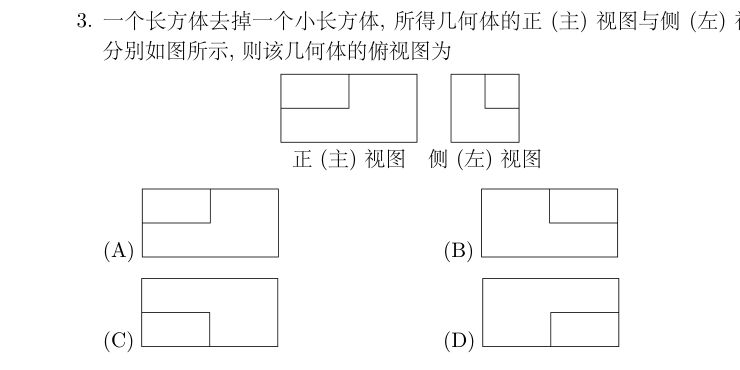 3. 一个长方体去掉一个小长方体, 所得几何体的正 (主) 视图与侧 (左)
分别如图所示, 则该几何体的俯视图为
正 (主) 视图 侧 (左) 视图
(A) (B)
(C) (D)